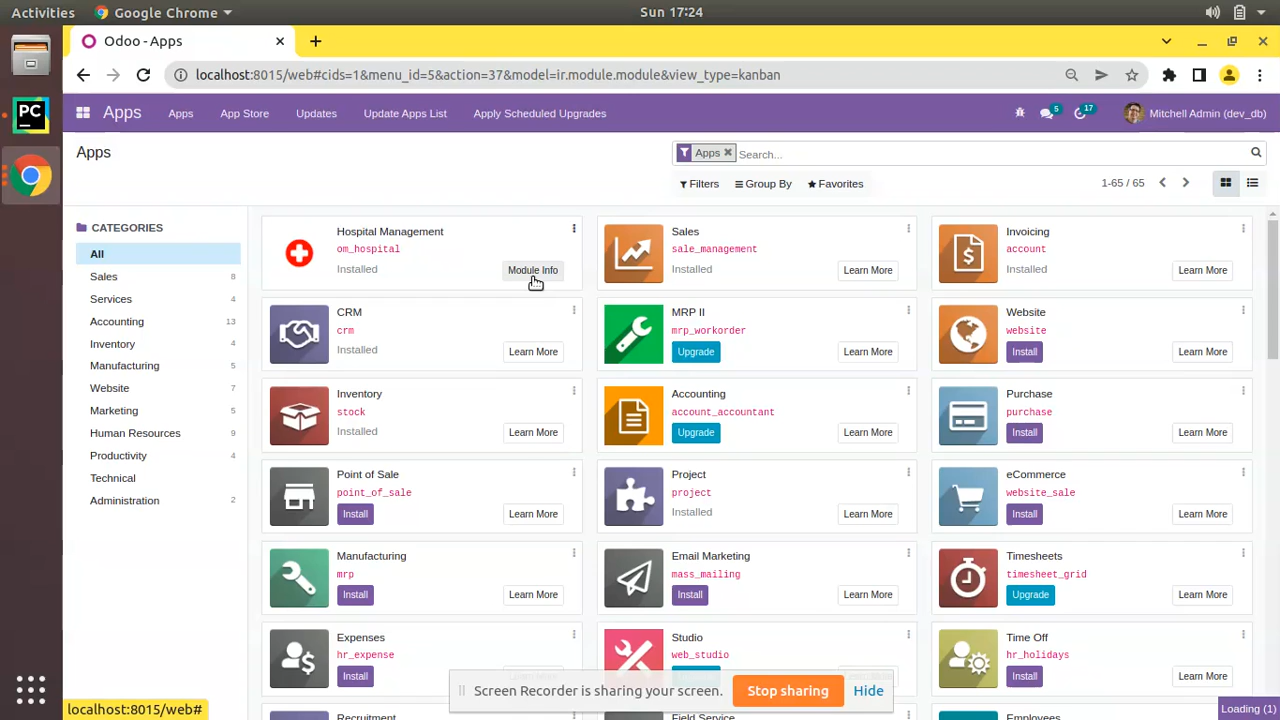 Activities Google Chrome Sun 17:24
Odoo - Apps
localhost:8015/web#cids=1&menu_id=5&action=37&model=ir.module.module&view_type=kanban
Apps Apps App Store Updates Update Apps List Apply Scheduled Upgrades 5 17 Mitchell Admin (dev_db)
Apps Apps Search...
Filters Group By Favorites 1-65 / 65
CATEGORIES
All
Sales 8
Services 4
Accounting 13
Inventory 4
Manufacturing 5
Website 7
Marketing 5
Human Resources 9
Productivity 4
Technical
Administration 2
Hospital Management
om_hospital
Installed Module Info
Sales
sale_management
Installed Learn More
Invoicing
account
Installed Learn More
CRM
crm
Installed Learn More
MRP II
mrp_workorder
Upgrade Learn More
Website
website
Install Learn More
Inventory
stock
Installed Learn More
Accounting
account_accountant
Upgrade Learn More
Purchase
purchase
Install Learn More
Point of Sale
point_of_sale
Install Learn More
Project
project
Installed Learn More
eCommerce
website_sale
Install Learn More
Manufacturing
mrp
Install Learn More
Email Marketing
mass_mailing
Install Learn More
Timesheets
timesheet_grid
Upgrade Learn More
Expenses
hr_expense
Install
Studio
web_studio
Time Off
hr_holidays
Install Learn More
Screen Recorder is sharing your screen. Stop sharing Hide
Recruitment
Field Service
Employees
localhost:8015/web#
Loading (1)
PC